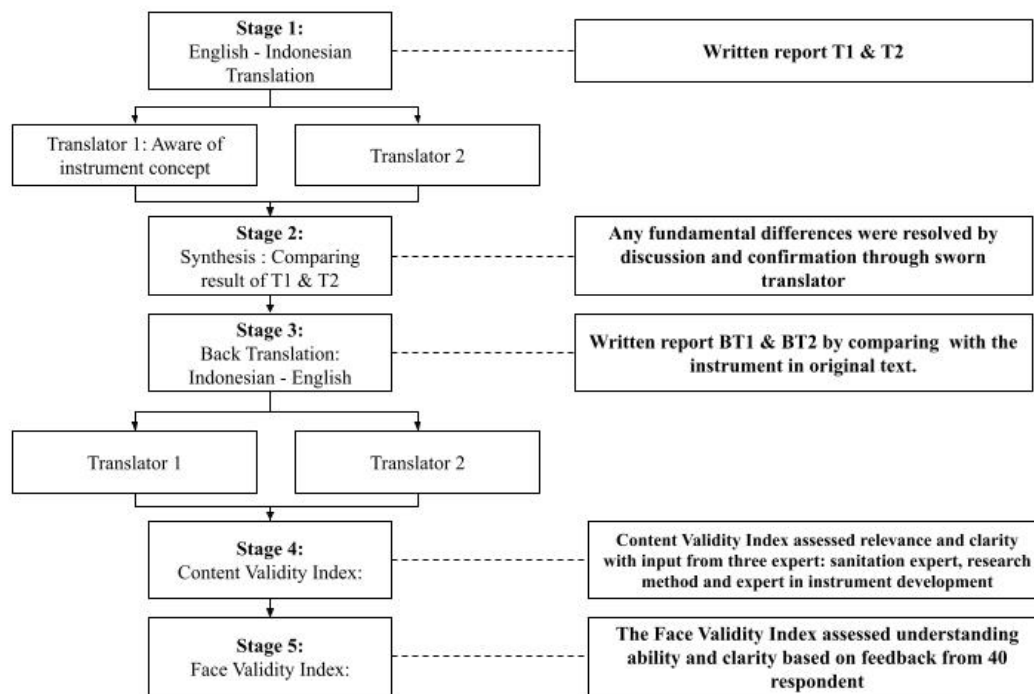 Stage 1:
English - Indonesian
Translation
Written report T1 & T2
Translator 1: Aware of
instrument concept
Translator 2
Stage 2:
Synthesis : Comparing
result of T1 & T2
Any fundamental differences were resolved by
discussion and confirmation through sworn
translator
Stage 3:
Back Translation:
Indonesian - English
Written report BT1 & BT2 by comparing with the
instrument in original text.
Translator 1
Translator 2
Stage 4:
Content Validity Index:
Content Validity Index assessed relevance and clarity
with input from three expert: sanitation expert, research
method and expert in instrument development
Stage 5:
Face Validity Index:
The Face Validity Index assessed understanding
ability and clarity based on feedback from 40
respondent